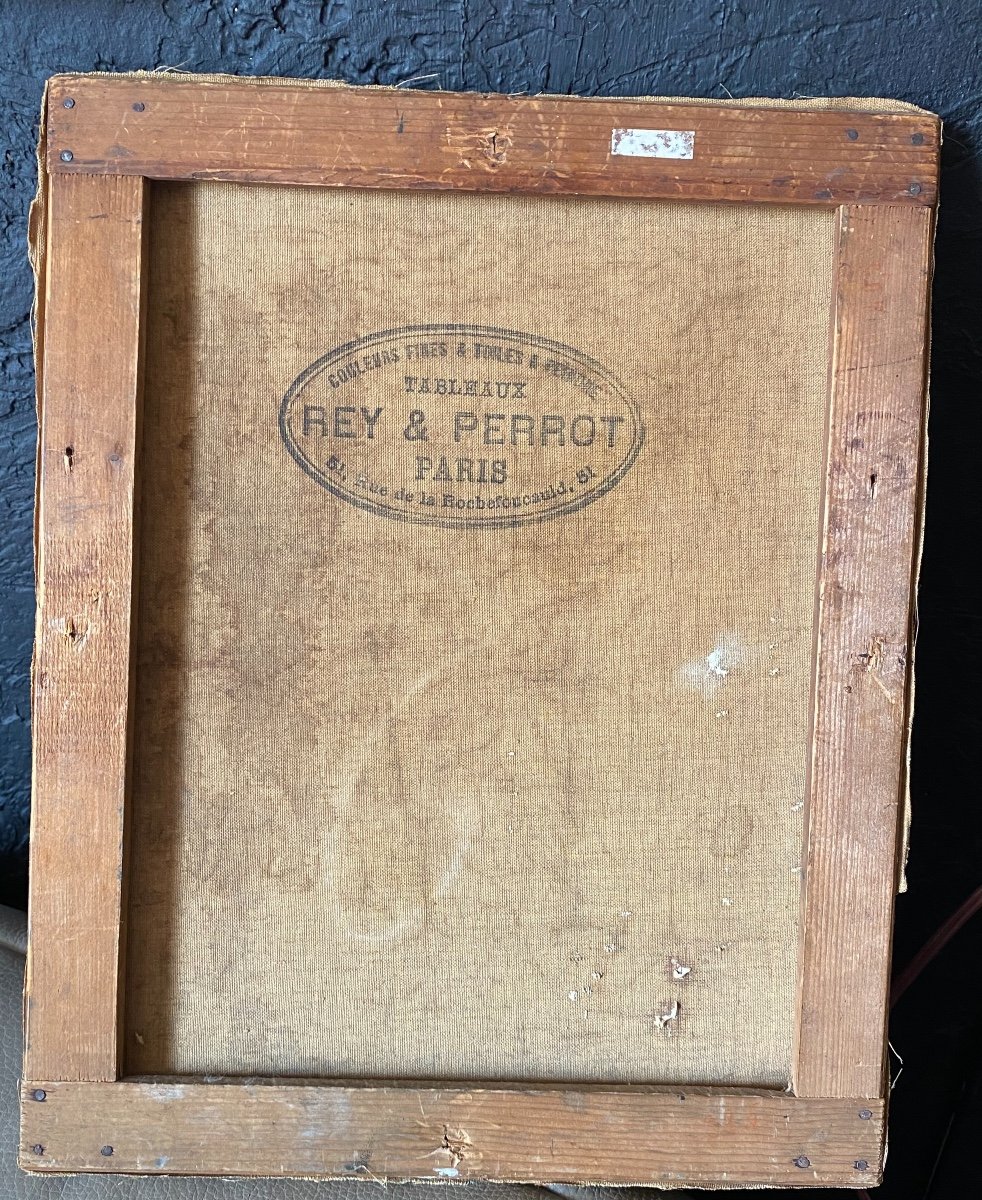 COULEURS FINES & TOILES A PEINDRE
TABLEAUX
REY & PERROT
PARIS
51, Rue de la Rochefoucauld, 51